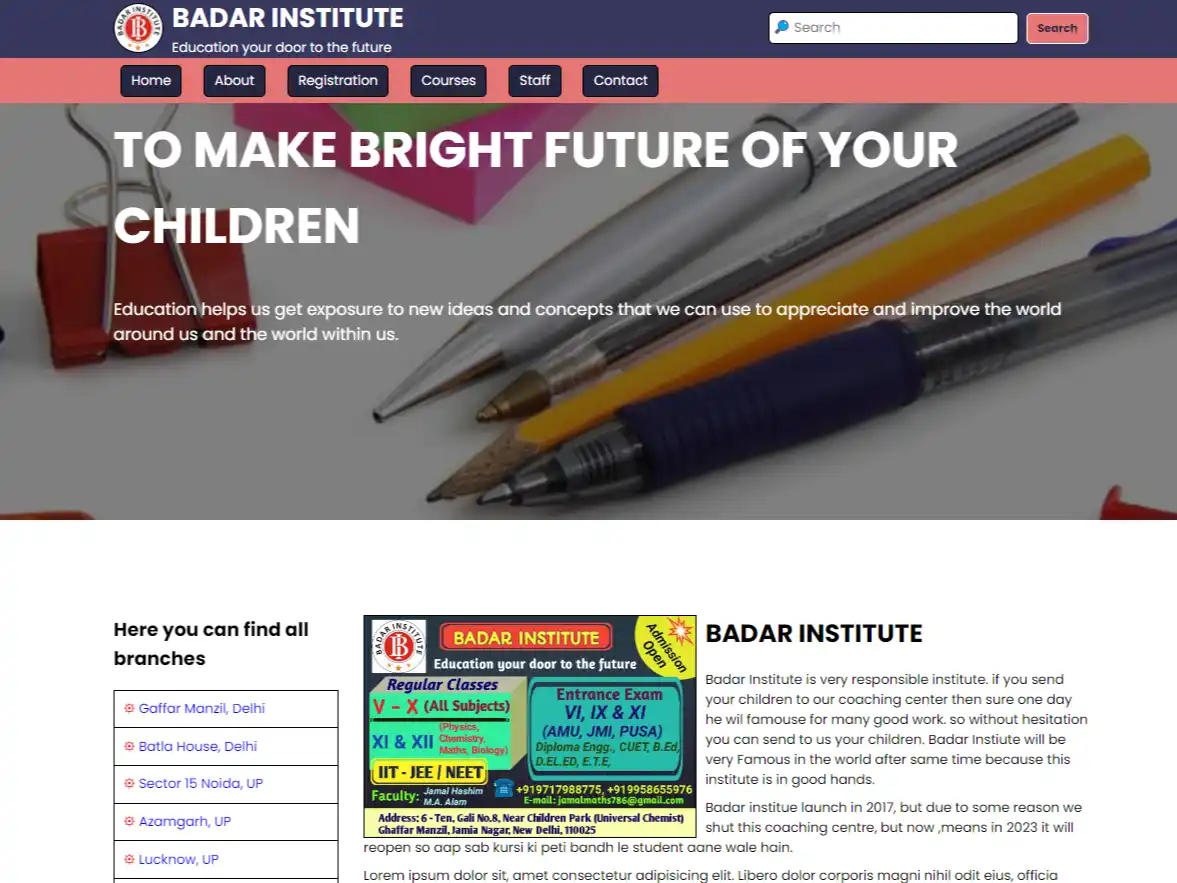 BADAR INSTITUTE
Education your door to the future
Search
Search
Home
About
Registration
Courses
Staff
Contact
TO MAKE BRIGHT FUTURE OF YOUR
CHILDREN
Education helps us get exposure to new ideas and concepts that we can use to appreciate and improve the world
around us and the world within us.
Here you can find all
branches
Gaffar Manzil, Delhi
Batla House, Delhi
Sector 15 Noida, UP
Azamgarh, UP
Lucknow, UP
BADAR INSTITUTE
BADAR INSTITUTE
Education your door to the future
Admission
Open
Regular Classes
V - X (All Subjects)
XI & XII
(Physics,
Chemistry,
Maths, Biology)
IIT - JEE / NEET
Entrance Exam
VI, IX & XI
(AMU, JMI, PUSA)
Diploma Engg., CUET, B.Ed,
D.EL.ED, E.T.E,
Faculty: Jamal Hashim
M.A. Alam
+919717988775, +919958655976
E-mail: jamalmaths786@gmail.com
Address: 6 - Ten, Gali No.8, Near Children Park (Universal Chemist)
Ghaffar Manzil, Jamia Nagar, New Delhi, 110025
BADAR INSTITUTE
Badar Institute is very responsible institute. if you send
your children to our coaching center then sure one day
he wil famouse for many good work. so without hesitation
you can send to us your children. Badar Instiute will be
very Famous in the world after same time because this
institute is in good hands.
Badar institue launch in 2017, but due to some reason we
shut this coaching centre, but now ,means in 2023 it will
reopen so aap sab kursi ki peti bandh le student aane wale hain.
Lorem ipsum dolor sit, amet consectetur adipisicing elit. Libero dolor corporis magni nihil odit eius, officia